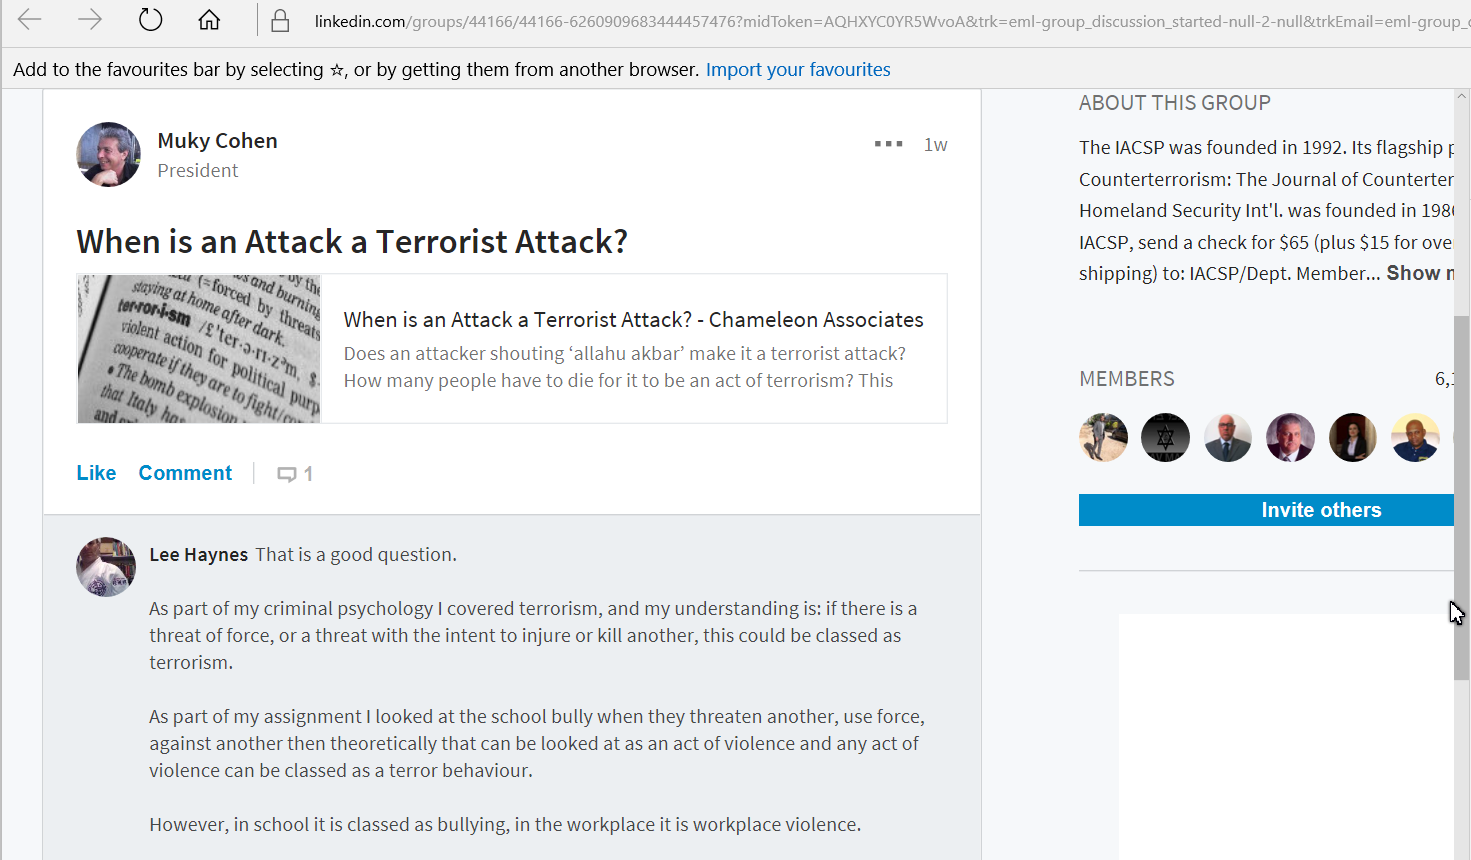 linkedin.com/groups/44166/44166-6260909683444457476?midToken=AQHXYC0YR5WvoA&trk=eml-group_discussion_started-null-2-null&trkEmail=eml-group_
Add to the favourites bar by selecting ☆, or by getting them from another browser. Import your favourites
Muky Cohen
President
••• 1w
When is an Attack a Terrorist Attack?
(=forced by threats
staying at home after dark.
ter·ror·i·sm
violent action for political purp
cooperate if they are to fight/
• The bomb explosion
that Italy
and
When is an Attack a Terrorist Attack? - Chameleon Associates
Does an attacker shouting ‘allahu akbar’ make it a terrorist attack?
How many people have to die for it to be an act of terrorism? This
Like Comment 1
Lee Haynes That is a good question.
As part of my criminal psychology I covered terrorism, and my understanding is: if there is a
threat of force, or a threat with the intent to injure or kill another, this could be classed as
terrorism.
As part of my assignment I looked at the school bully when they threaten another, use force,
against another then theoretically that can be looked at as an act of violence and any act of
violence can be classed as a terror behaviour.
However, in school it is classed as bullying, in the workplace it is workplace violence.
ABOUT THIS GROUP
The IACSP was founded in 1992. Its flagship p
Counterterrorism: The Journal of Counterter
Homeland Security Int'l. was founded in 198
IACSP, send a check for $65 (plus $15 for ove
shipping) to: IACSP/Dept. Member... Show m
MEMBERS 6,1
Invite others